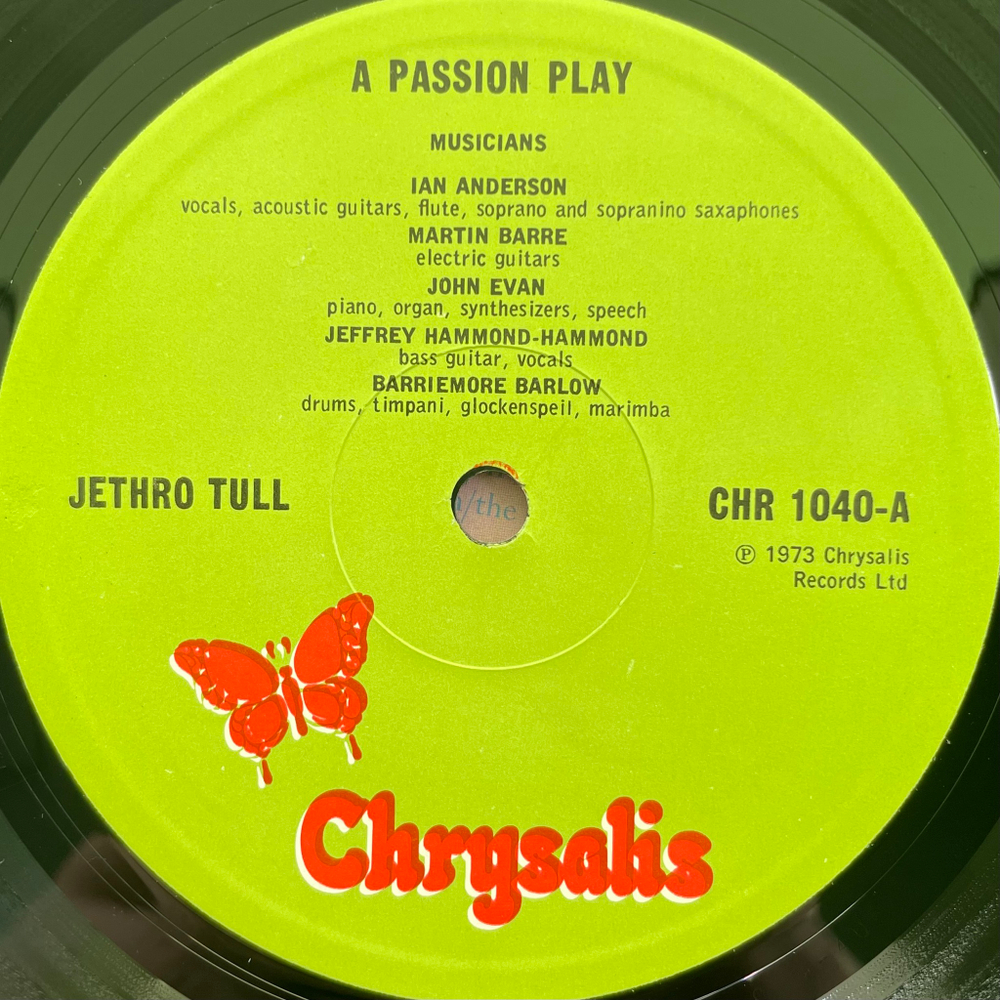 A PASSION PLAY
MUSICIANS
IAN ANDERSON
vocals, acoustic guitars, flute, soprano and sopranino saxaphones
MARTIN BARRE
electric guitars
JOHN EVAN
piano, organ, synthesizers, speech
JEFFREY HAMMOND-HAMMOND
bass guitar, vocals
BARRIEMORE BARLOW
drums, timpani, glockenspeil, marimba
JETHRO TULL
/the
CHR 1040-A
℗ 1973 Chrysalis
Records Ltd
Chrysalis